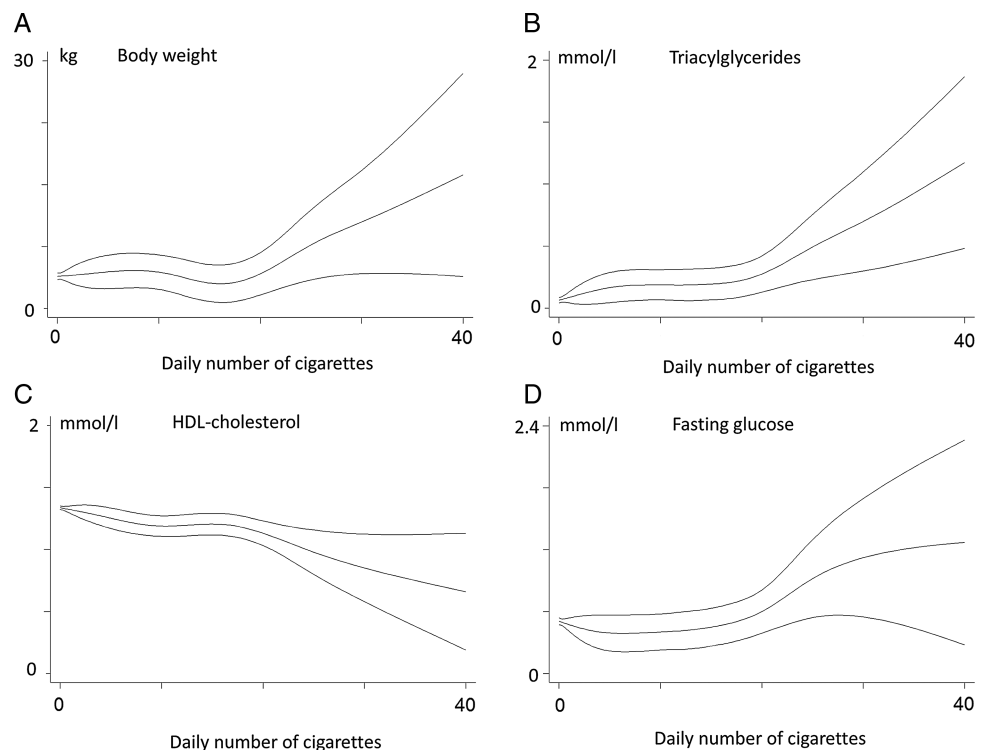 A
B
30
kg
Body weight
2
mmol/l
Triacylglycerides
0
0
0
40
0
40
Daily number of cigarettes
Daily number of cigarettes
C
D
2
mmol/l
HDL-cholesterol
2.4
mmol/l
Fasting glucose
0
0
0
40
0
40
Daily number of cigarettes
Daily number of cigarettes